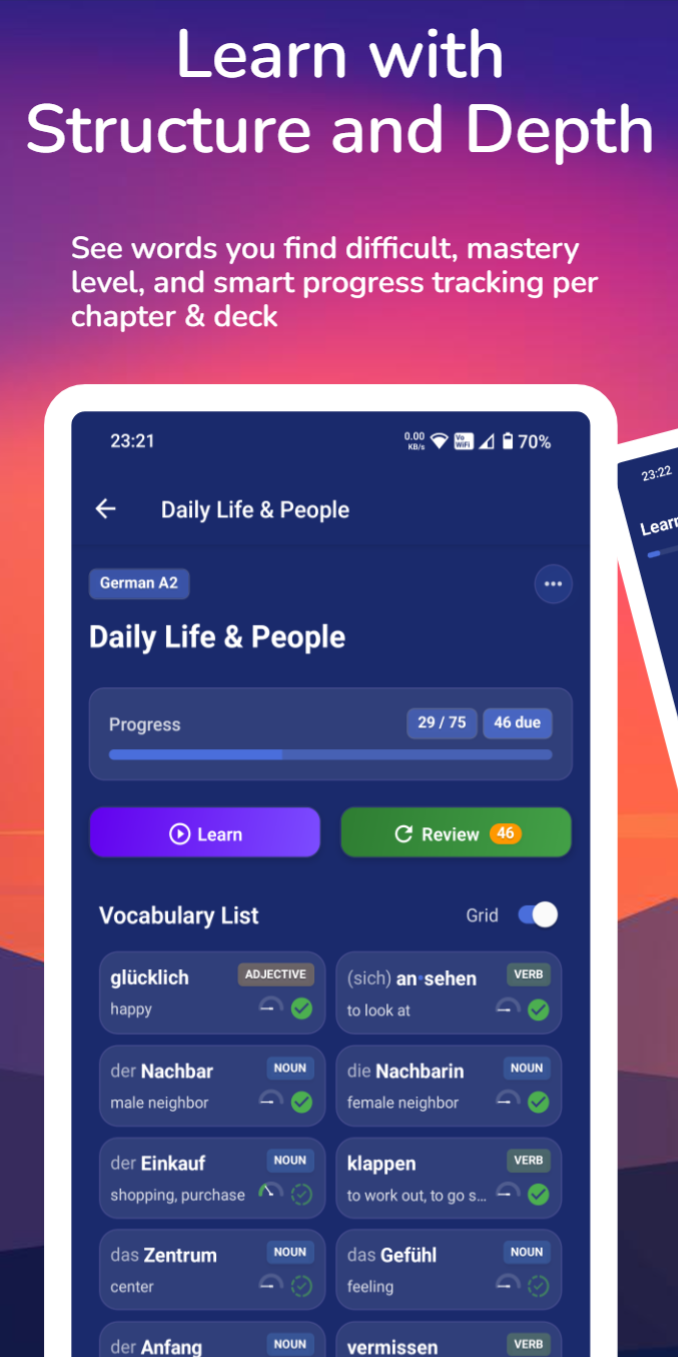 Learn with
Structure and Depth
See words you find difficult, mastery
level, and smart progress tracking per
chapter & deck
23:21
0.00 KB/s Vo WiFi 70%
23:22
Daily Life & People
Learn
German A2
Daily Life & People
Progress 29 / 75 46 due
Learn Review 46
Vocabulary List Grid
glücklich ADJECTIVE
happy
(sich) an·sehen VERB
to look at
der Nachbar NOUN
male neighbor
die Nachbarin NOUN
female neighbor
der Einkauf NOUN
shopping, purchase
klappen VERB
to work out, to go s...
das Zentrum NOUN
center
das Gefühl NOUN
feeling
der Anfang NOUN
vermissen VERB